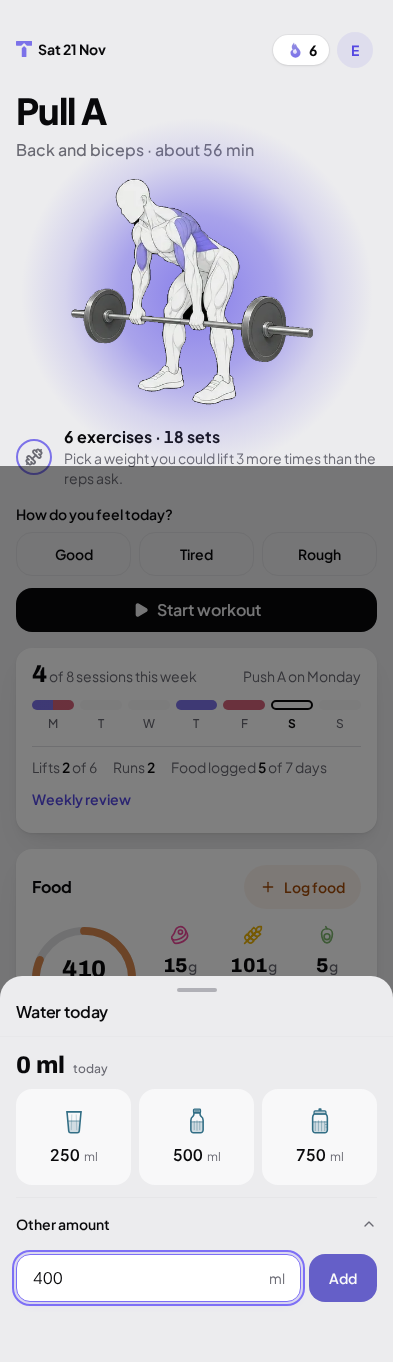 Sat 21 Nov
6
E
Pull A
Back and biceps · about 56 min
6 exercises · 18 sets
Pick a weight you could lift 3 more times than the
reps ask.
How do you feel today?
Good
Tired
Rough
Start workout
4 of 8 sessions this week
Push A on Monday
M T W T F S S
Lifts 2 of 6 Runs 2 Food logged 5 of 7 days
Weekly review
Food
+ Log food
410
15g
101g
5g
Water today
0 ml today
250 ml
500 ml
750 ml
Other amount
400 ml
Add